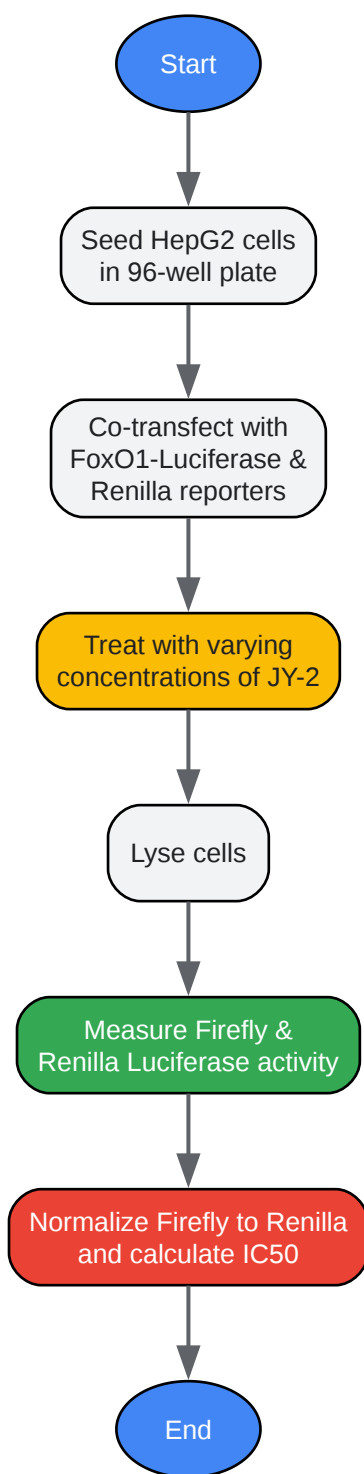 Start
Seed HepG2 cells
in 96-well plate
Co-transfect with
FoxO1-Luciferase &
Renilla reporters
Treat with varying
concentrations of JY-2
Lyse cells
Measure Firefly &
Renilla Luciferase activity
Normalize Firefly to Renilla
and calculate IC50
End